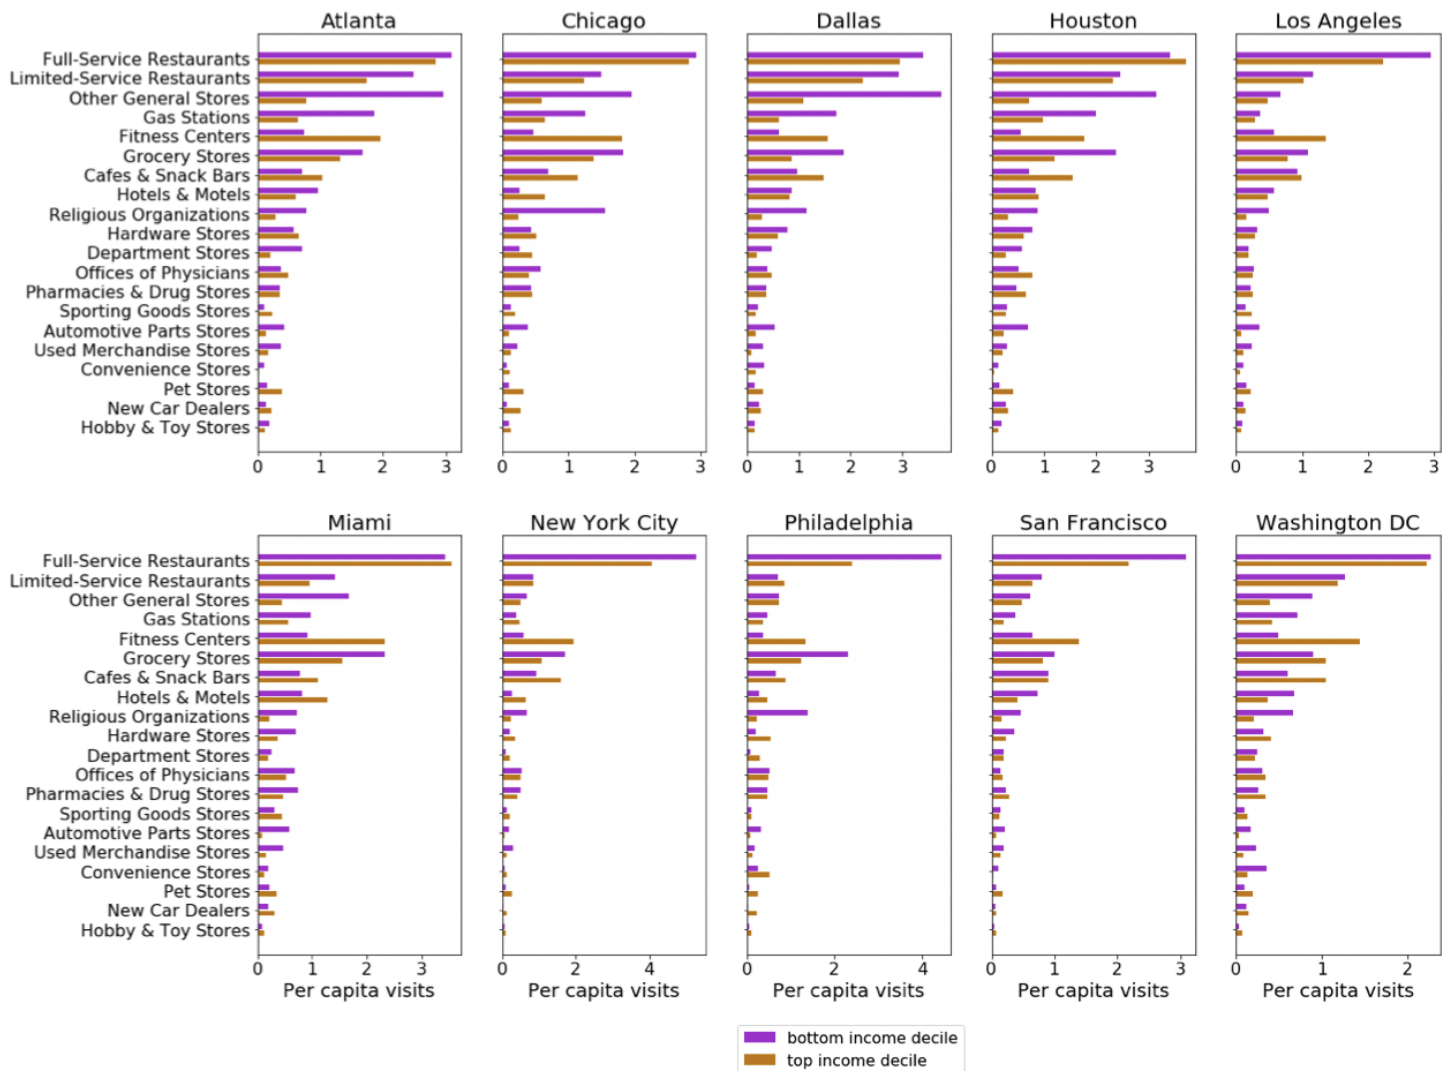 Atlanta Chicago Dallas Houston Los Angeles
Full-Service Restaurants
Limited-Service Restaurants
Other General Stores
Gas Stations
Fitness Centers
Grocery Stores
Cafes & Snack Bars
Hotels & Motels
Religious Organizations
Hardware Stores
Department Stores
Offices of Physicians
Pharmacies & Drug Stores
Sporting Goods Stores
Automotive Parts Stores
Used Merchandise Stores
Convenience Stores
Pet Stores
New Car Dealers
Hobby & Toy Stores
0 1 2 3 0 1 2 3 0 1 2 3 0 1 2 3 0 1 2 3
Miami New York City Philadelphia San Francisco Washington DC
Full-Service Restaurants
Limited-Service Restaurants
Other General Stores
Gas Stations
Fitness Centers
Grocery Stores
Cafes & Snack Bars
Hotels & Motels
Religious Organizations
Hardware Stores
Department Stores
Offices of Physicians
Pharmacies & Drug Stores
Sporting Goods Stores
Automotive Parts Stores
Used Merchandise Stores
Convenience Stores
Pet Stores
New Car Dealers
Hobby & Toy Stores
0 1 2 3 0 2 4 0 2 4 0 1 2 3 0 1 2
Per capita visits Per capita visits Per capita visits Per capita visits Per capita visits
bottom income decile
top income decile